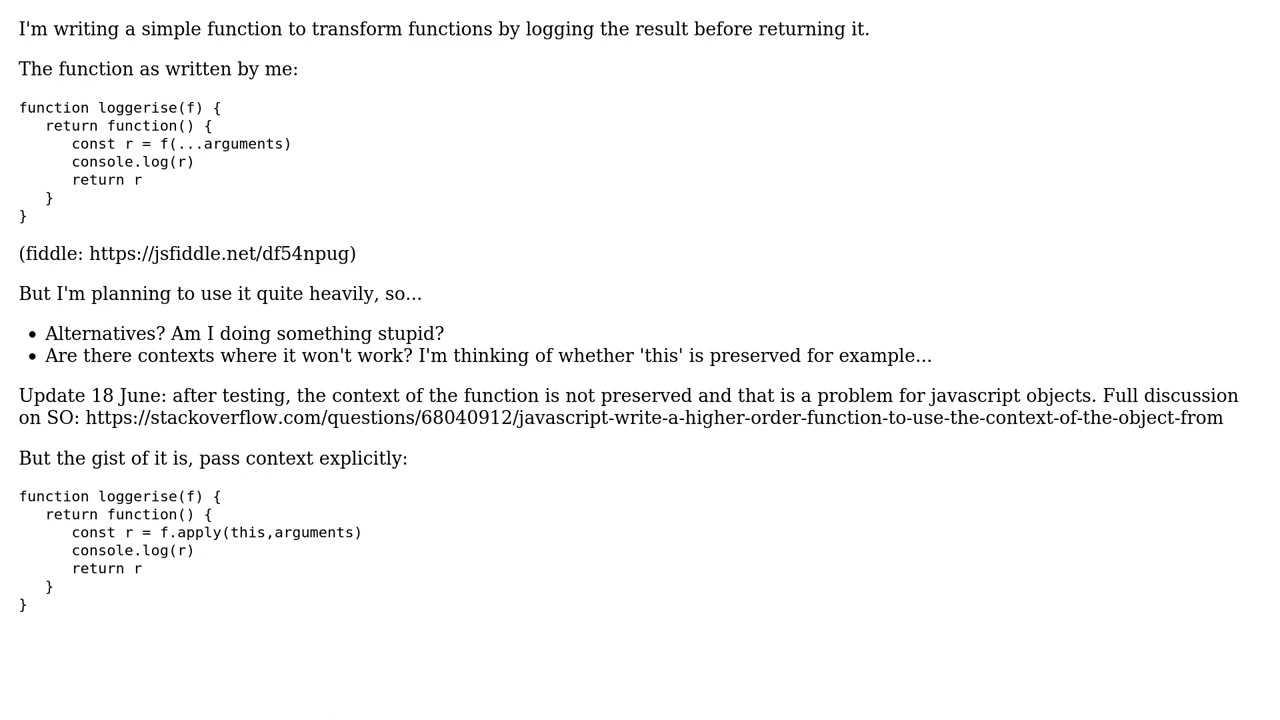 I'm writing a simple function to transform functions by logging the result before returning it.
The function as written by me:
function loggerise(f) {
   return function() {
      const r = f(...arguments)
      console.log(r)
      return r
   }
}
(fiddle: https://jsfiddle.net/df54npug)
But I'm planning to use it quite heavily, so...
• Alternatives? Am I doing something stupid?
• Are there contexts where it won't work? I'm thinking of whether 'this' is preserved for example...
Update 18 June: after testing, the context of the function is not preserved and that is a problem for javascript objects. Full discussion
on SO: https://stackoverflow.com/questions/68040912/javascript-write-a-higher-order-function-to-use-the-context-of-the-object-from
But the gist of it is, pass context explicitly:
function loggerise(f) {
   return function() {
      const r = f.apply(this,arguments)
      console.log(r)
      return r
   }
}